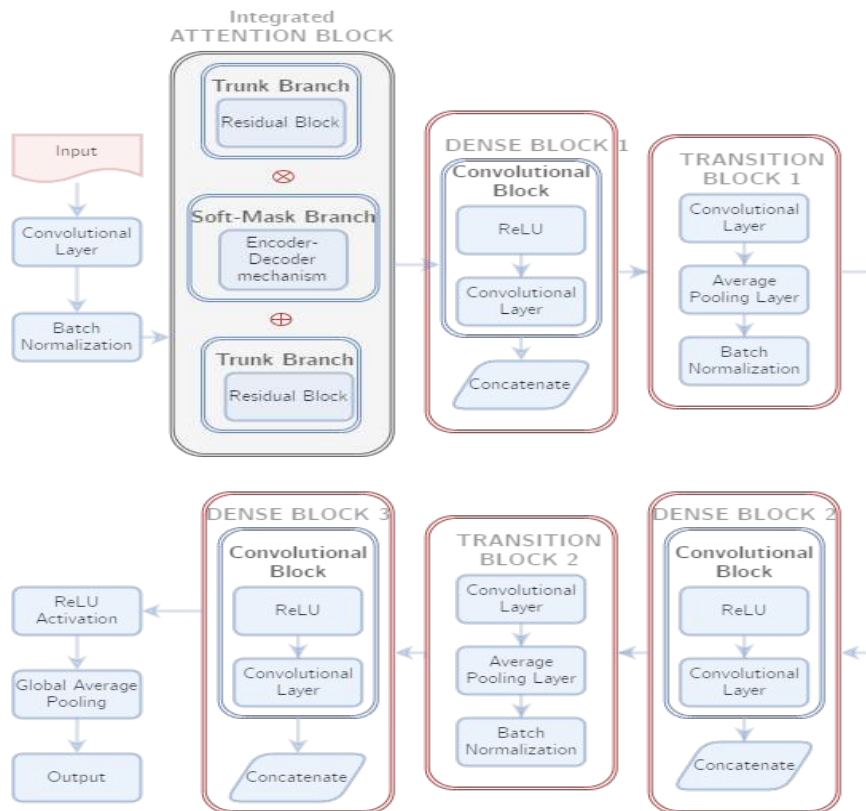 Integrated
ATTENTION BLOCK
Input
Convolutional
Layer
Batch
Normalization
Trunk Branch
Residual Block
⊗
Soft-Mask Branch
Encoder-
Decoder
mechanism
⊕
Trunk Branch
Residual Block
DENSE BLOCK 1
Convolutional
Block
ReLU
Convolutional
Layer
Concatenate
TRANSITION
BLOCK 1
Convolutional
Layer
Average
Pooling Layer
Batch
Normalization
DENSE BLOCK 2
Convolutional
Block
ReLU
Convolutional
Layer
Concatenate
TRANSITION
BLOCK 2
Convolutional
Layer
Average
Pooling Layer
Batch
Normalization
DENSE BLOCK 3
Convolutional
Block
ReLU
Convolutional
Layer
Concatenate
ReLU
Activation
Global Average
Pooling
Output